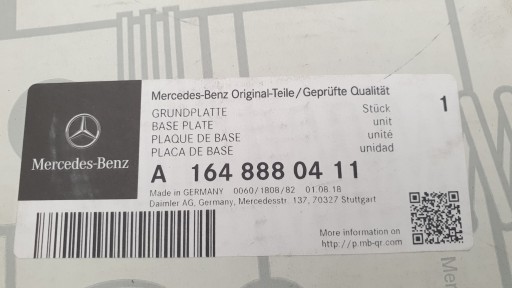 Mercedes-Benz Original-Teile/Geprüfte Qualität
GRUNDPLATTE Stück 1
BASE PLATE unit
PLAQUE DE BASE unité
PLACA DE BASE unidad
Mercedes-Benz
A 164 888 04 11
Made in GERMANY 0060/1808/82 01.08.18
Daimler AG, Germany, Mercedesstr. 137, 70327 Stuttgart
More information on
http://p.mb-qr.com/
Mer